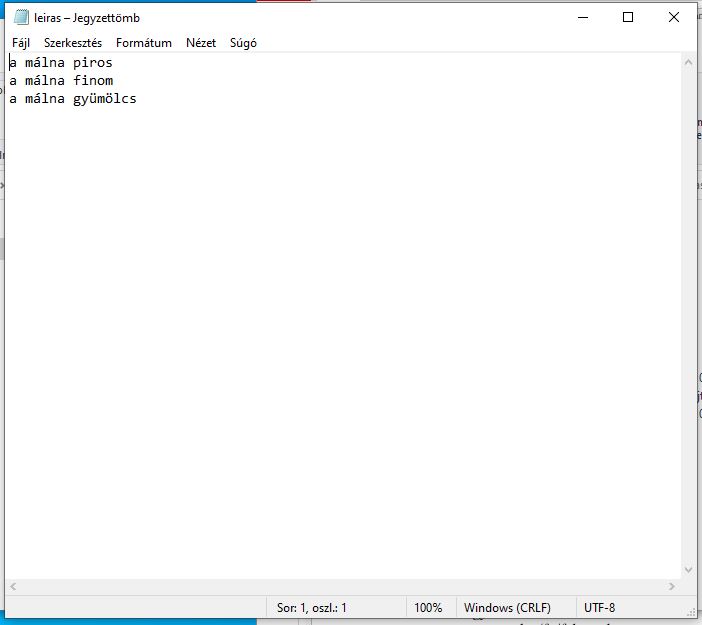 leiras – Jegyzettömb
Fájl Szerkesztés Formátum Nézet Súgó
a málna piros
a málna finom
a málna gyümölcs
Sor: 1, oszl.: 1 100% Windows (CRLF) UTF-8